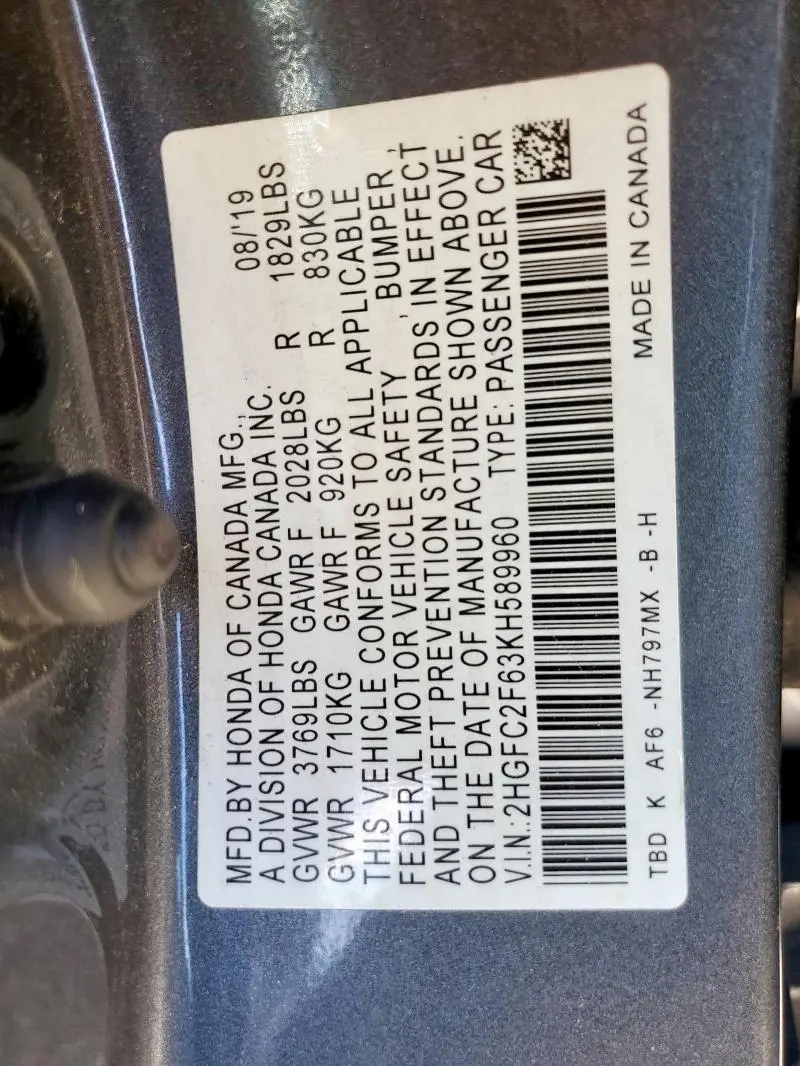 MFD.BY HONDA OF CANADA MFG.,
A DIVISION OF HONDA CANADA INC. 08/'19
GVWR 3769LBS GAWR F 2028LBS R 1829LBS
GVWR 1710KG GAWR F 920KG R 830KG
THIS VEHICLE CONFORMS TO ALL APPLICABLE
FEDERAL MOTOR VEHICLE SAFETY , BUMPER ,
AND THEFT PREVENTION STANDARDS IN EFFECT
ON THE DATE OF MANUFACTURE SHOWN ABOVE.
V.I.N.:2HGFC2F63KH589960 TYPE: PASSENGER CAR
TBD K AF6 -NH797MX -B -H MADE IN CANADA